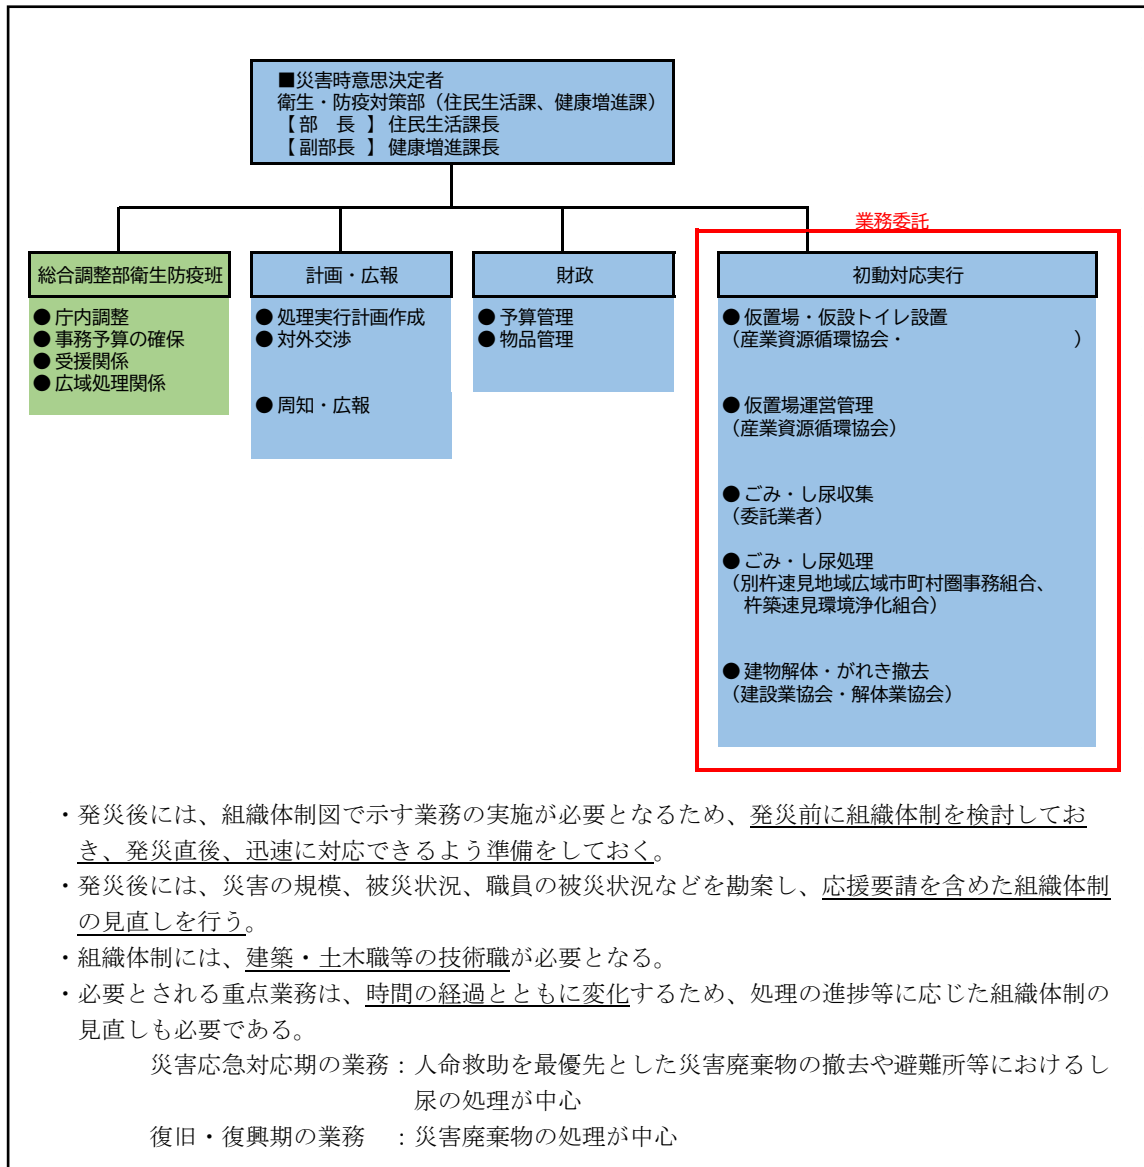 ■災害時意思決定者
衛生・防疫対策部（住民生活課、健康増進課）
【 部　長 】 住民生活課長
【 副部長 】 健康増進課長
業務委託
総合調整部衛生防疫班
● 庁内調整
● 事務予算の確保
● 受援関係
● 広域処理関係
計画・広報
● 処理実行計画作成
● 対外交渉
● 周知・広報
財政
● 予算管理
● 物品管理
初動対応実行
● 仮置場・仮設トイレ設置
（産業資源循環協会・　　　　　　　　　）
● 仮置場運営管理
（産業資源循環協会）
● ごみ・し尿収集
（委託業者）
● ごみ・し尿処理
（別杵速見地域広域市町村圏事務組合、
杵築速見環境浄化組合）
● 建物解体・がれき撤去
（建設業協会・解体業協会）
・発災後には、組織体制図で示す業務の実施が必要となるため、発災前に組織体制を検討してお
き、発災直後、迅速に対応できるよう準備をしておく。
・発災後には、災害の規模、被災状況、職員の被災状況などを勘案し、応援要請を含めた組織体制
の見直しを行う。
・組織体制には、建築・土木職等の技術職が必要となる。
・必要とされる重点業務は、時間の経過とともに変化するため、処理の進捗等に応じた組織体制の
見直しも必要である。
災害応急対応期の業務：人命救助を最優先とした災害廃棄物の撤去や避難所等におけるし
尿の処理が中心
復旧・復興期の業務　：災害廃棄物の処理が中心